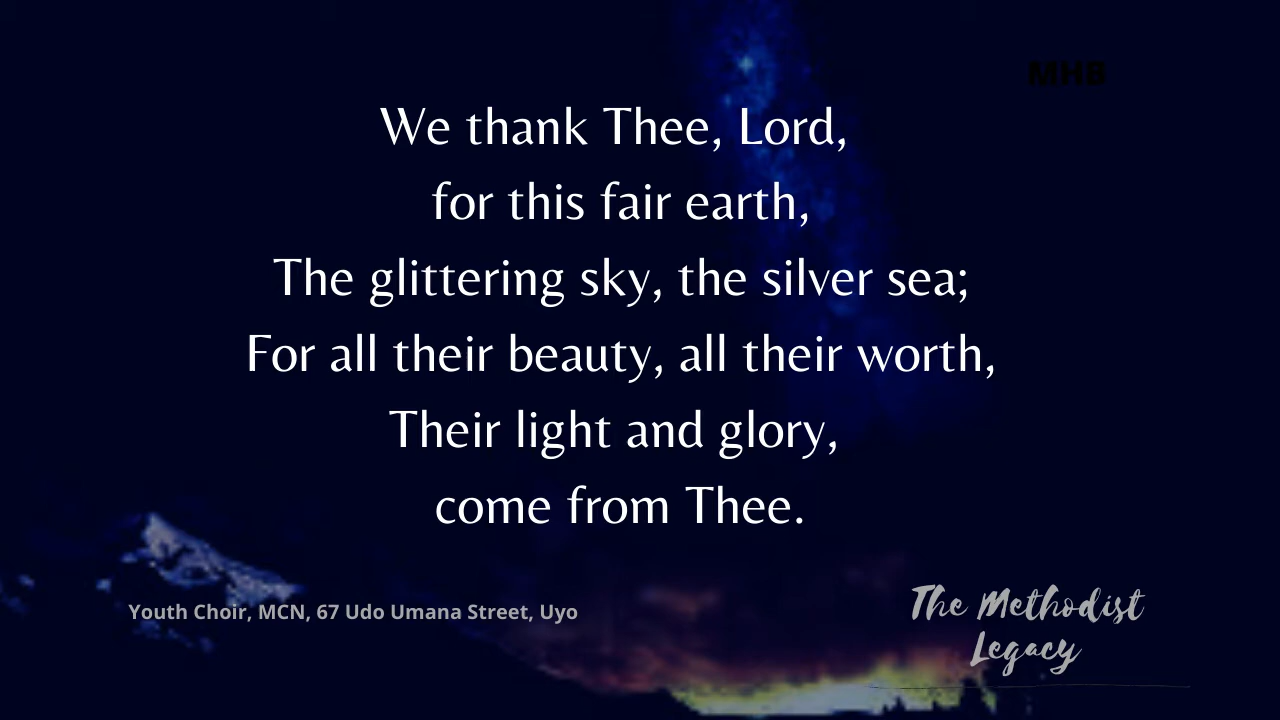 MHB
We thank Thee, Lord,
for this fair earth,
The glittering sky, the silver sea;
For all their beauty, all their worth,
Their light and glory,
come from Thee.
Youth Choir, MCN, 67 Udo Umana Street, Uyo
The Methodist
Legacy